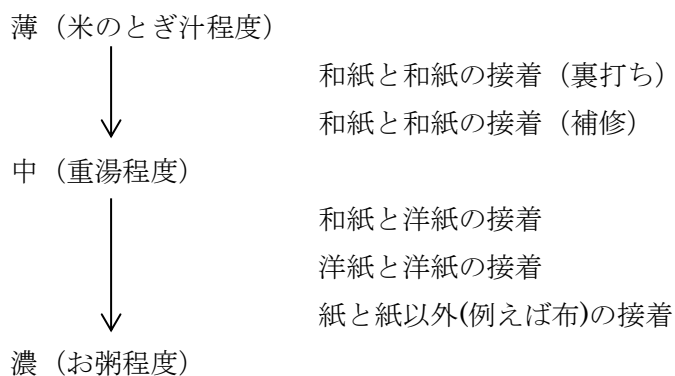 薄（米のとぎ汁程度）
和紙と和紙の接着（裏打ち）
和紙と和紙の接着（補修）
中（重湯程度）
和紙と洋紙の接着
洋紙と洋紙の接着
紙と紙以外(例えば布)の接着
濃（お粥程度）